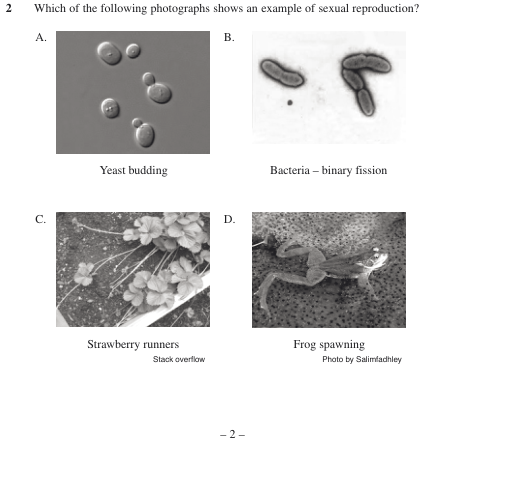 2 Which of the following photographs shows an example of sexual reproduction?
A. B.
Yeast budding Bacteria – binary fission
C. D.
Strawberry runners Frog spawning
Stack overflow Photo by Salimfadhley
– 2 –